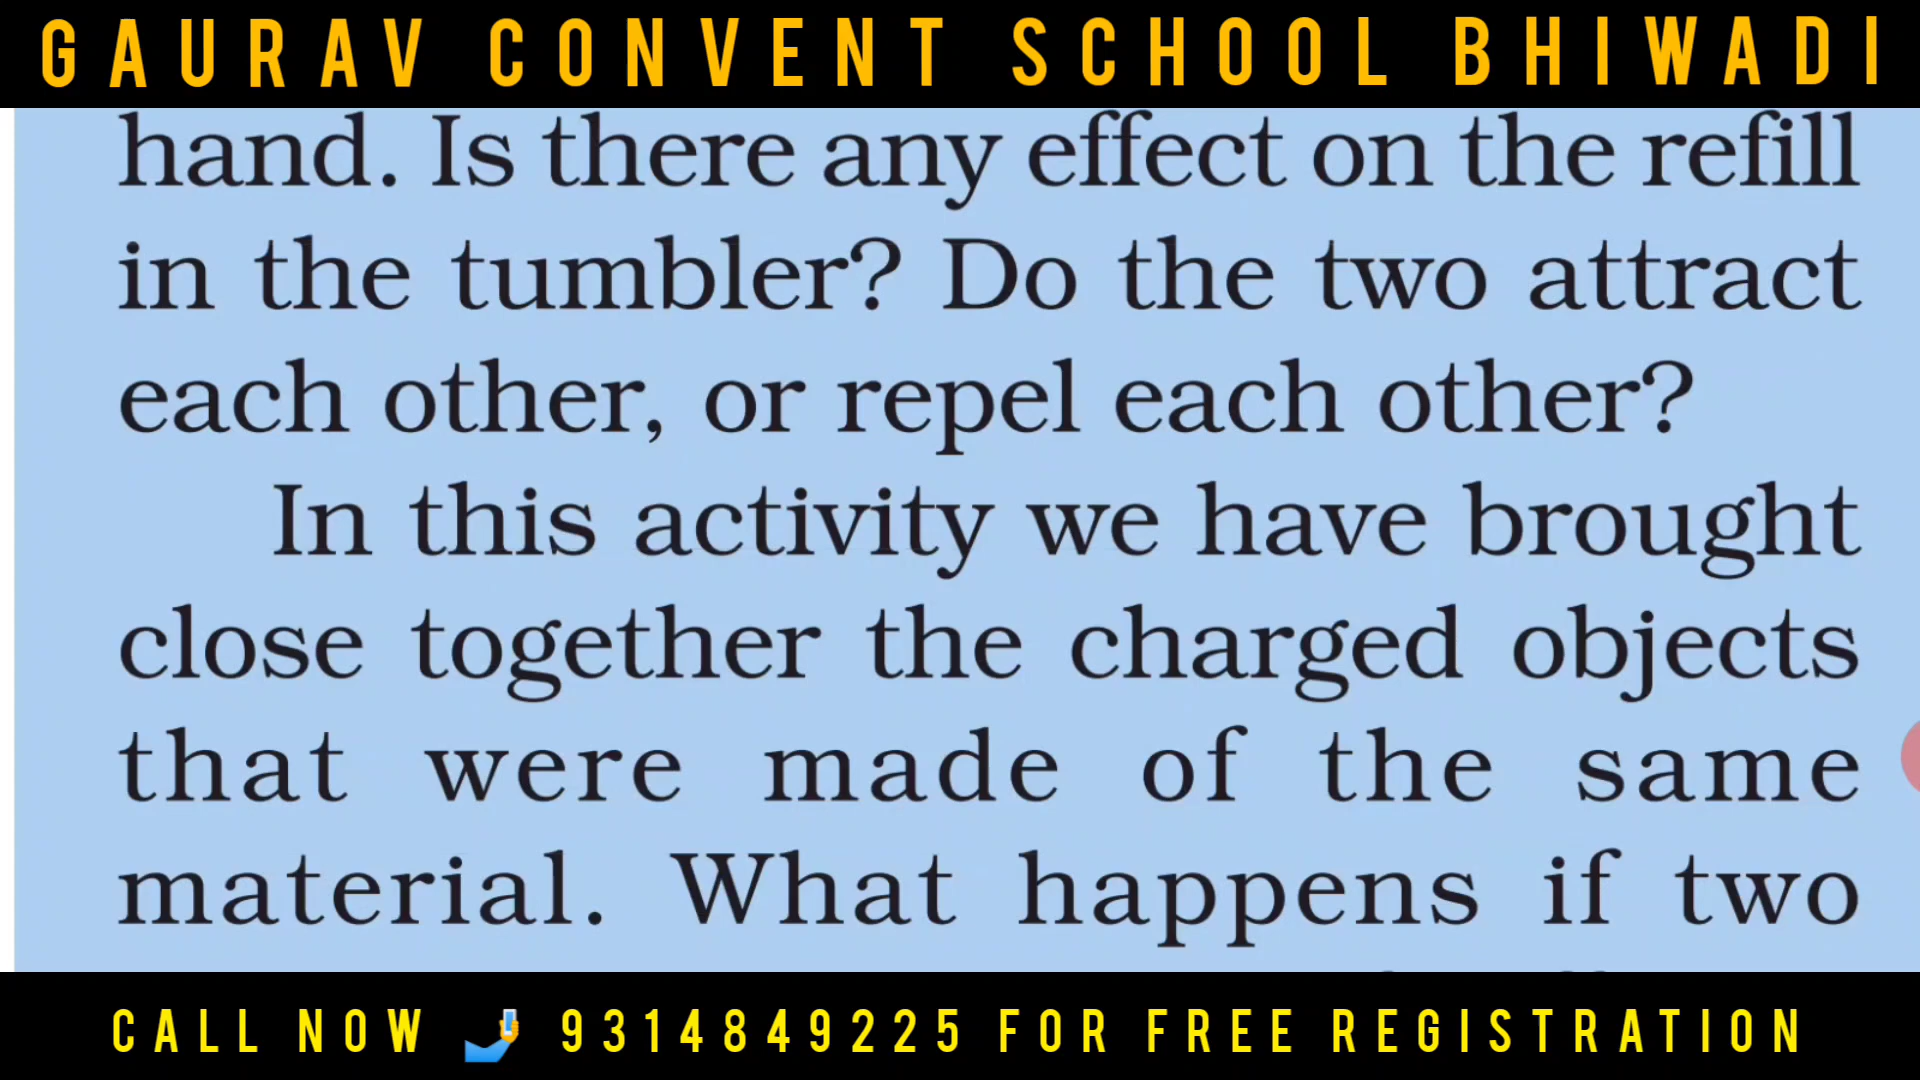 GAURAV CONVENT SCHOOL BHIWADI
hand. Is there any effect on the refill
in the tumbler? Do the two attract
each other, or repel each other?
In this activity we have brought
close together the charged objects
that were made of the same
material. What happens if two
CALL NOW 🤳 9314849225 FOR FREE REGISTRATION